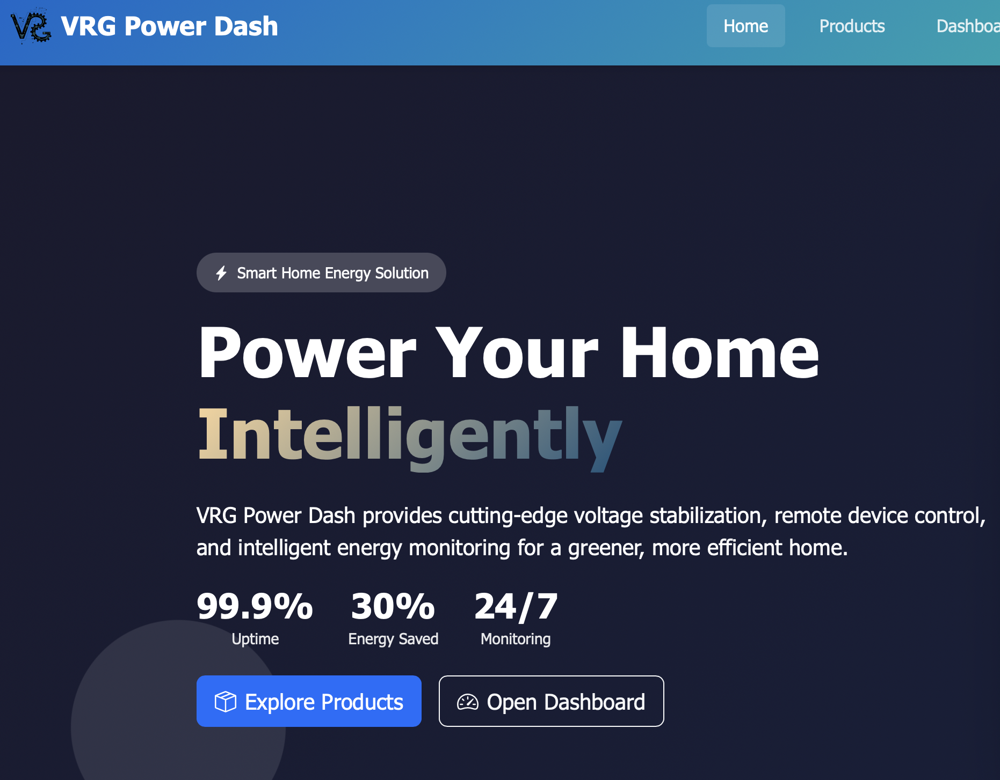 VRG
VRG Power Dash
Home
Products
Dashboa
Smart Home Energy Solution
Power Your Home
Intelligently
VRG Power Dash provides cutting-edge voltage stabilization, remote device control,
and intelligent energy monitoring for a greener, more efficient home.
99.9%
30%
24/7
Uptime
Energy Saved
Monitoring
Explore Products
Open Dashboard